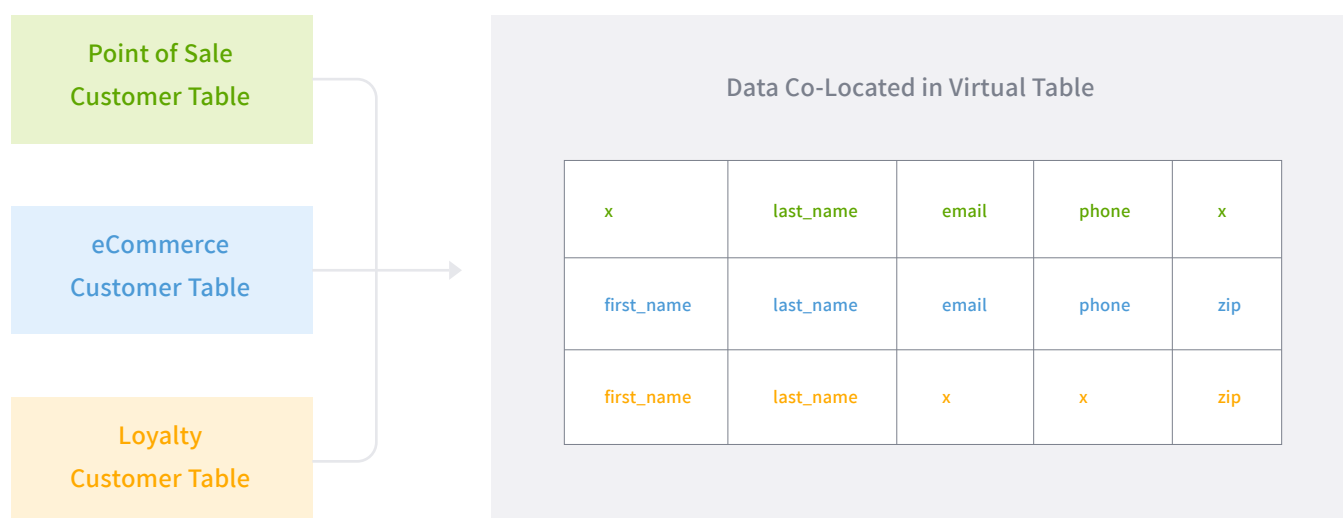 Point of Sale
Customer Table
eCommerce
Customer Table
Loyalty
Customer Table
Data Co-Located in Virtual Table
x last_name email phone x
first_name last_name email phone zip
first_name last_name x x zip